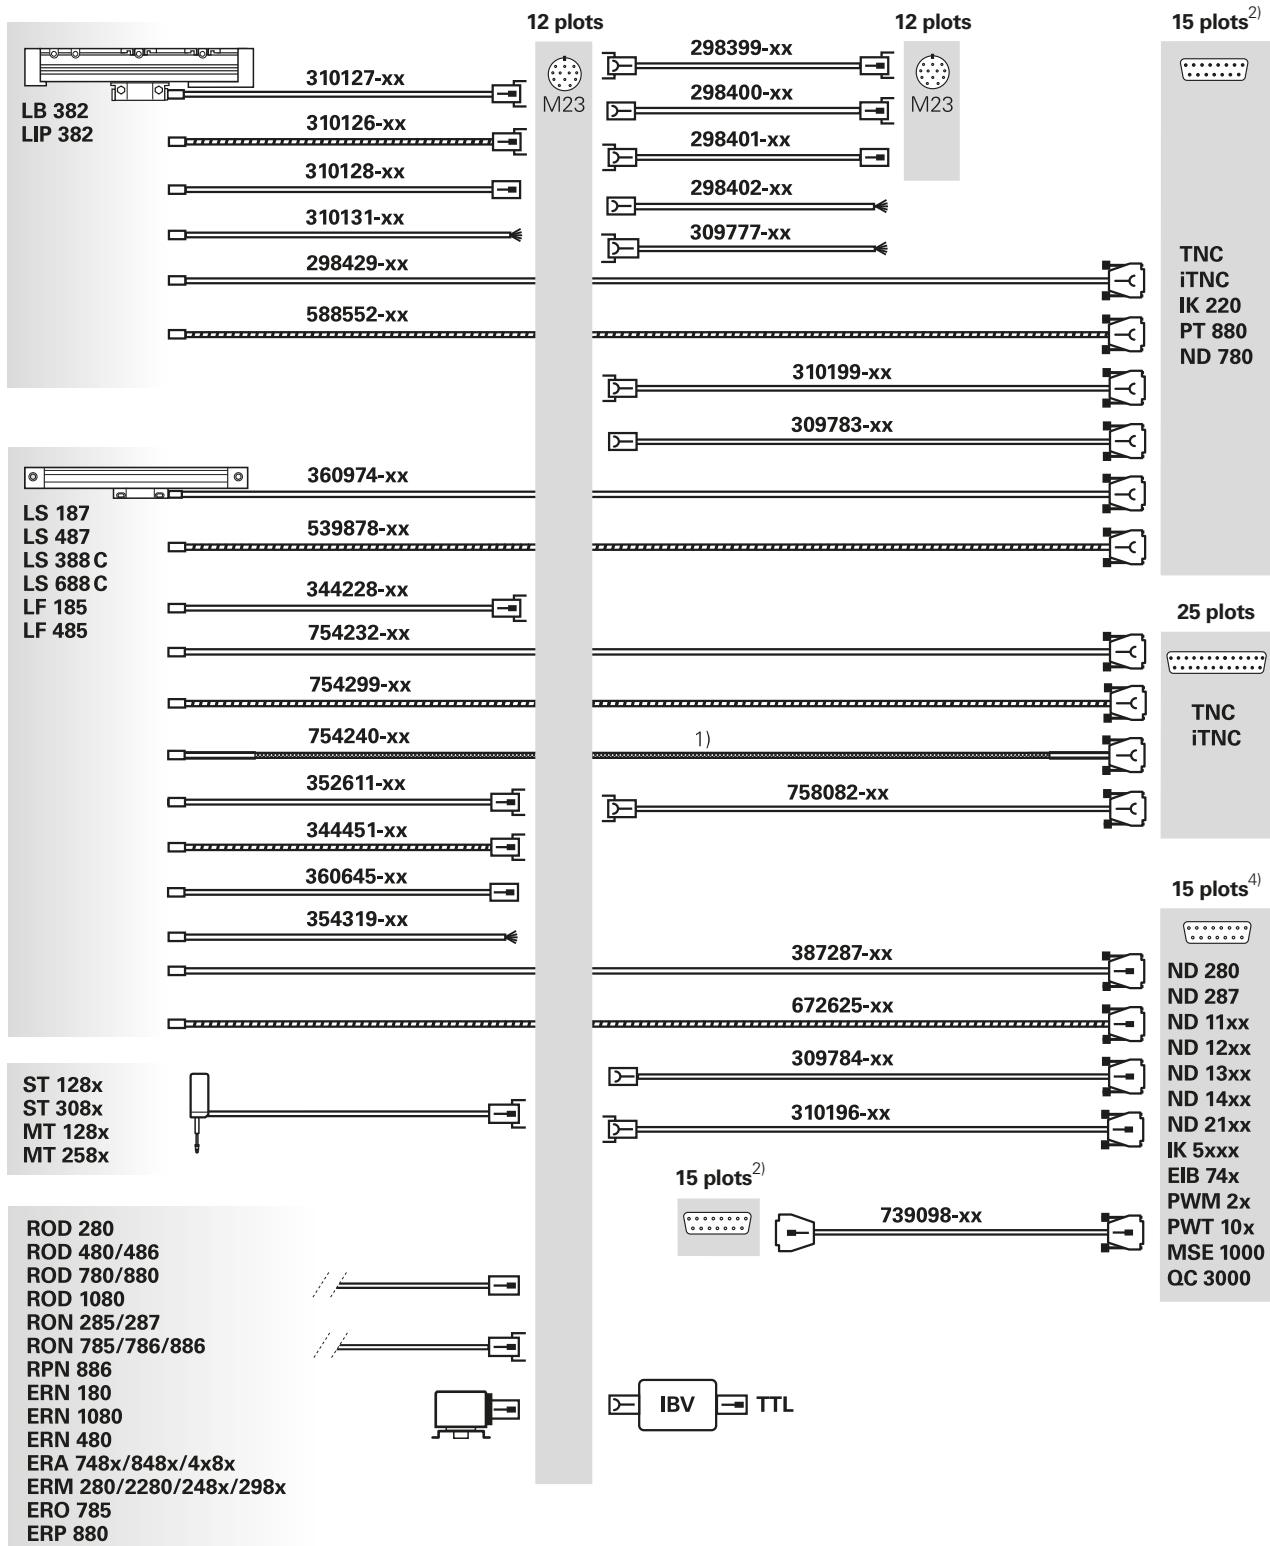 12 plots
12 plots
15 plots2)
LB 382
LIP 382
310127-xx
310126-xx
310128-xx
310131-xx
298429-xx
588552-xx
M23
298399-xx
298400-xx
298401-xx
298402-xx
309777-xx
M23
310199-xx
309783-xx
TNC
iTNC
IK 220
PT 880
ND 780
LS 187
LS 487
LS 388 C
LS 688 C
LF 185
LF 485
360974-xx
539878-xx
344228-xx
754232-xx
754299-xx
754240-xx
1)
352611-xx
344451-xx
360645-xx
354319-xx
758082-xx
25 plots
TNC
iTNC
387287-xx
672625-xx
309784-xx
310196-xx
15 plots4)
ND 280
ND 287
ND 11xx
ND 12xx
ND 13xx
ND 14xx
ND 21xx
IK 5xxx
EIB 74x
PWM 2x
PWT 10x
MSE 1000
QC 3000
ST 128x
ST 308x
MT 128x
MT 258x
15 plots2)
739098-xx
ROD 280
ROD 480/486
ROD 780/880
ROD 1080
RON 285/287
RON 785/786/886
RPN 886
ERN 180
ERN 1080
ERN 480
ERA 748x/848x/4x8x
ERM 280/2280/248x/298x
ERO 785
ERP 880
IBV
TTL